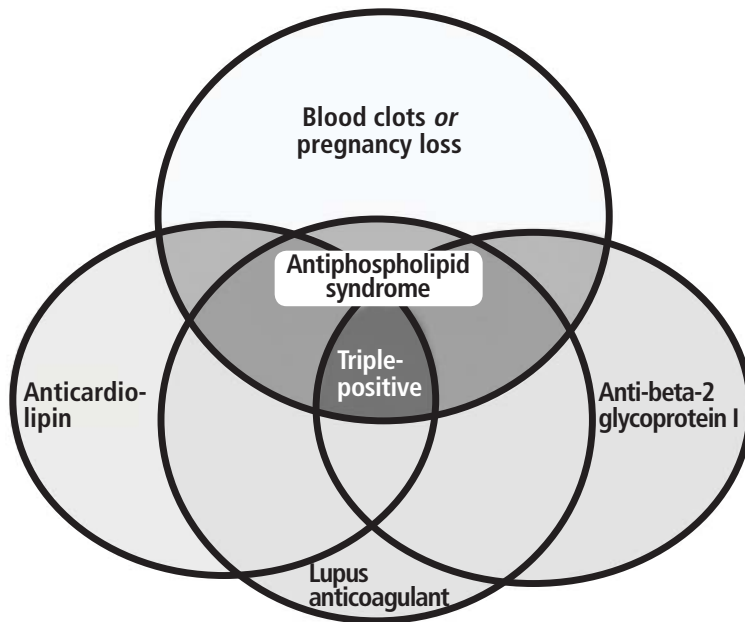 Blood clots or
pregnancy loss
Antiphospholipid
syndrome
Triple-
positive
Anticardio-
lipin
Anti-beta-2
glycoprotein I
Lupus
anticoagulant